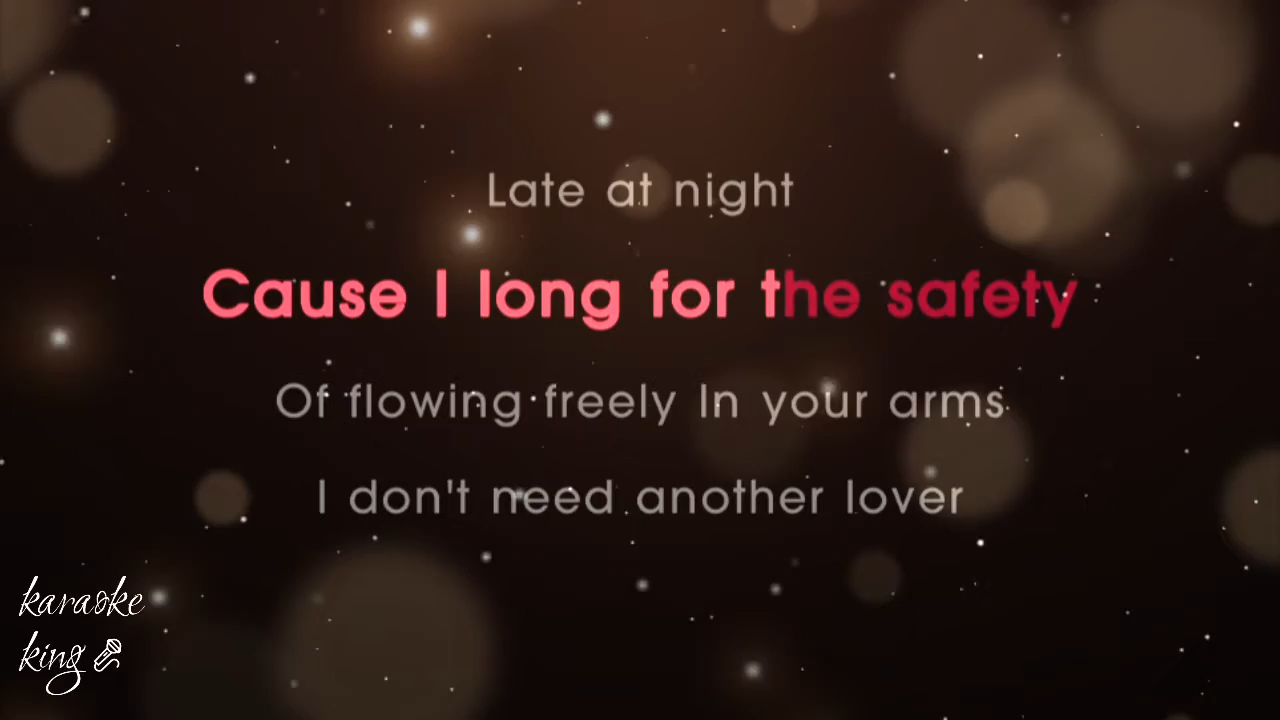 Late at night
Cause I long for the safety
Of flowing freely In your arms
I don't need another lover
karaoke
king